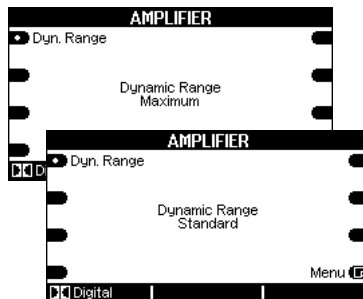 AMPLIFIER
Dyn. Range
Dynamic Range
Maximum
AMPLIFIER
Dyn. Range
Dynamic Range
Standard
Menu
Digital